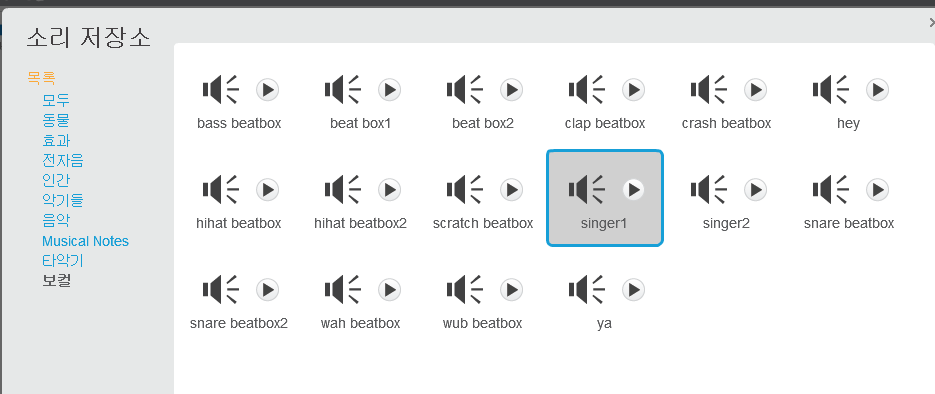 소리 저장소
목록
모두
동물
효과
전자음
인간
악기들
음악
Musical Notes
타악기
보컬
bass beatbox
beat box1
beat box2
clap beatbox
crash beatbox
hey
hihat beatbox
hihat beatbox2
scratch beatbox
singer1
singer2
snare beatbox
snare beatbox2
wah beatbox
wub beatbox
ya